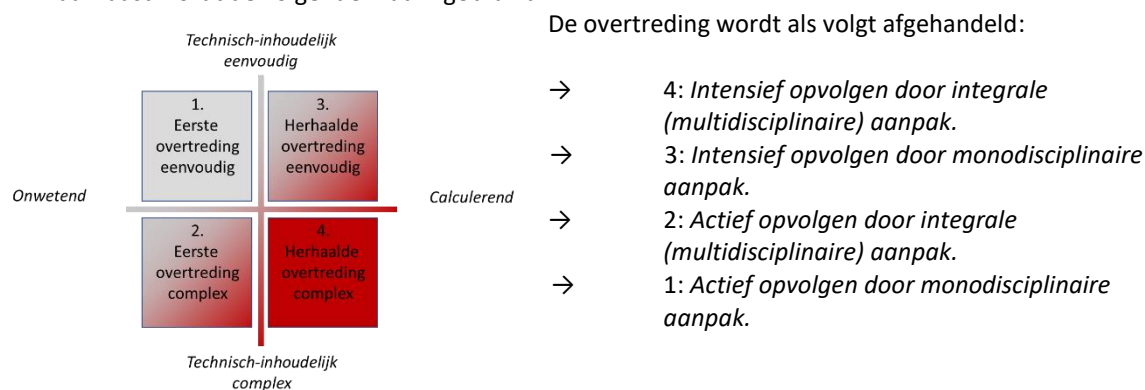 Technisch-inhoudelijk
eenvoudig
1.
Eerste
overtreding
eenvoudig
3.
Herhaalde
overtreding
eenvoudig
Onwetend
Calculerend
2.
Eerste
overtreding
complex
4.
Herhaalde
overtreding
complex
Technisch-inhoudelijk
complex
De overtreding wordt als volgt afgehandeld:
→ 4: Intensief opvolgen door integrale
(multidisciplinaire) aanpak.
→ 3: Intensief opvolgen door monodisciplinaire
aanpak.
→ 2: Actief opvolgen door integrale
(multidisciplinaire) aanpak.
→ 1: Actief opvolgen door monodisciplinaire
aanpak.